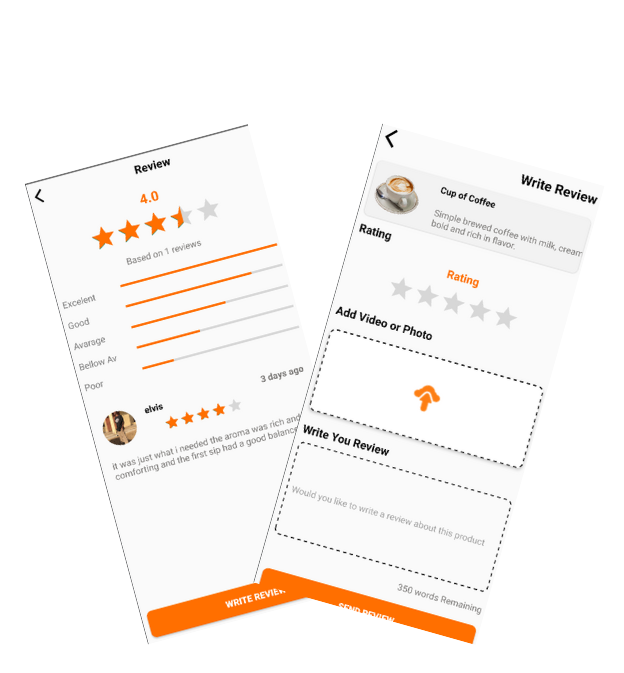 Review
4.0
Based on 1 reviews
Excelent
Good
Avarage
Bellow Av
Poor
elvis
3 days ago
it was just what i needed the aroma was rich and
comforting and the first sip had a good balance
WRITE REVIEW
Write Review
Cup of Coffee
Simple brewed coffee with milk, cream
bold and rich in flavor.
Rating
Rating
Add Video or Photo
Write You Review
Would you like to write a review about this product
350 words Remaining
SEND REVIEW